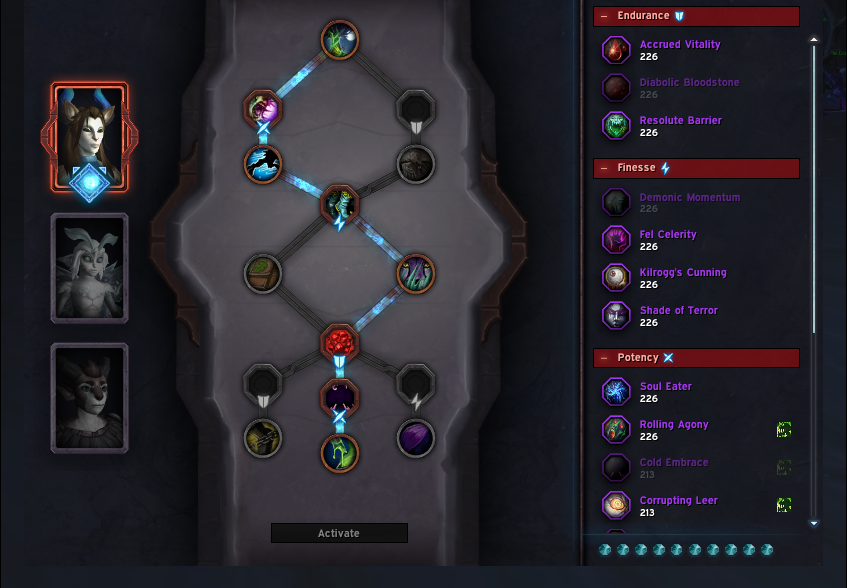 Endurance
Accrued Vitality
226
Diabolic Bloodstone
226
Resolute Barrier
226
Finesse
Demonic Momentum
226
Fel Celerity
226
Kilrogg's Cunning
226
Shade of Terror
226
Potency
Soul Eater
226
Rolling Agony
226
Cold Embrace
213
Corrupting Leer
213
Activate